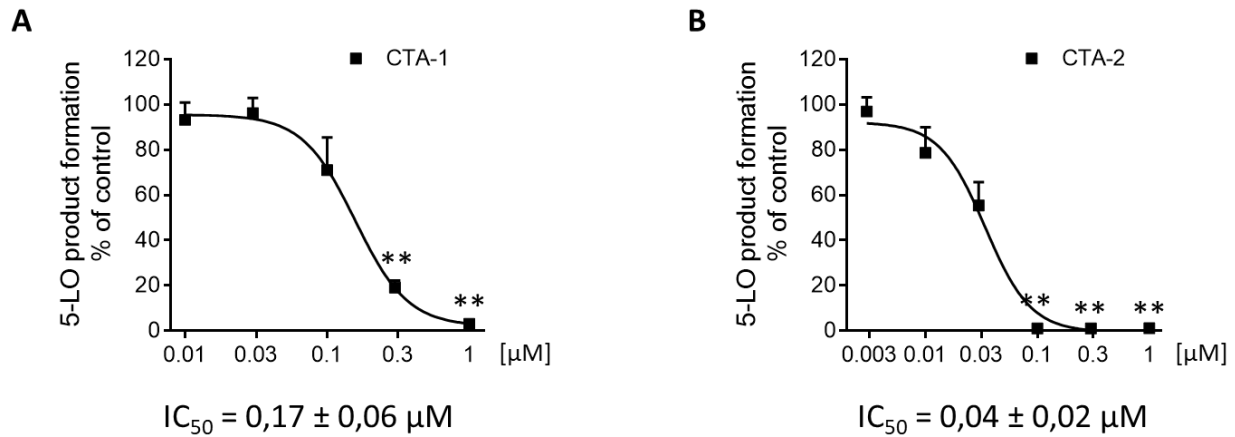 A
CTA-1
5-LO product formation
% of control
120
100
80
60
40
20
0
**
**
0.01 0.03 0.1 0.3 1 [µM]
IC50 = 0,17 ± 0,06 µM
B
CTA-2
5-LO product formation
% of control
120
100
80
60
40
20
0
** ** **
0.003 0.01 0.03 0.1 0.3 1 [µM]
IC50 = 0,04 ± 0,02 µM